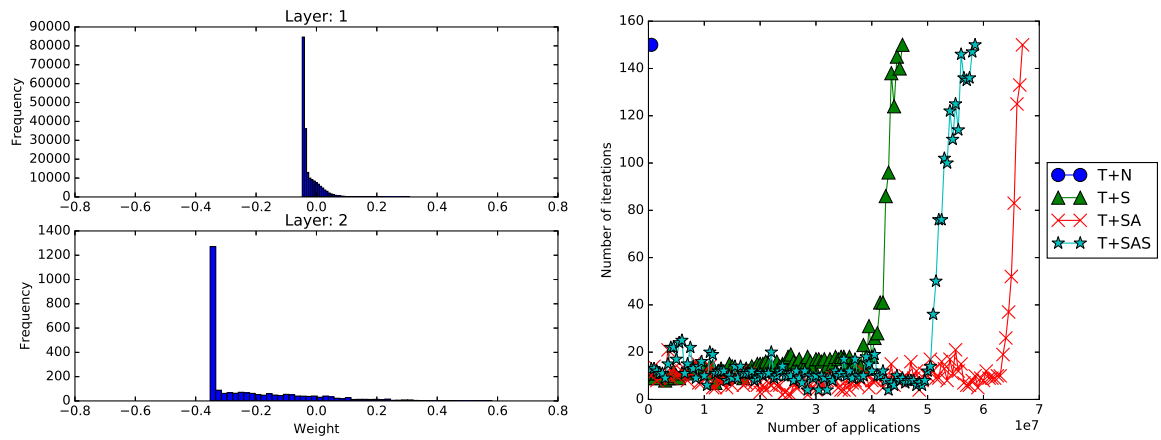 Layer: 1
90000
80000
70000
60000
50000
40000
30000
20000
10000
0
Frequency
−0.8 −0.6 −0.4 −0.2 0.0 0.2 0.4 0.6 0.8
Layer: 2
1400
1200
1000
800
600
400
200
0
Frequency
−0.8 −0.6 −0.4 −0.2 0.0 0.2 0.4 0.6 0.8
Weight
160
140
120
100
80
60
40
20
0
Number of iterations
0 1 2 3 4 5 6 7
1e7
Number of applications
T+N
T+S
T+SA
T+SAS